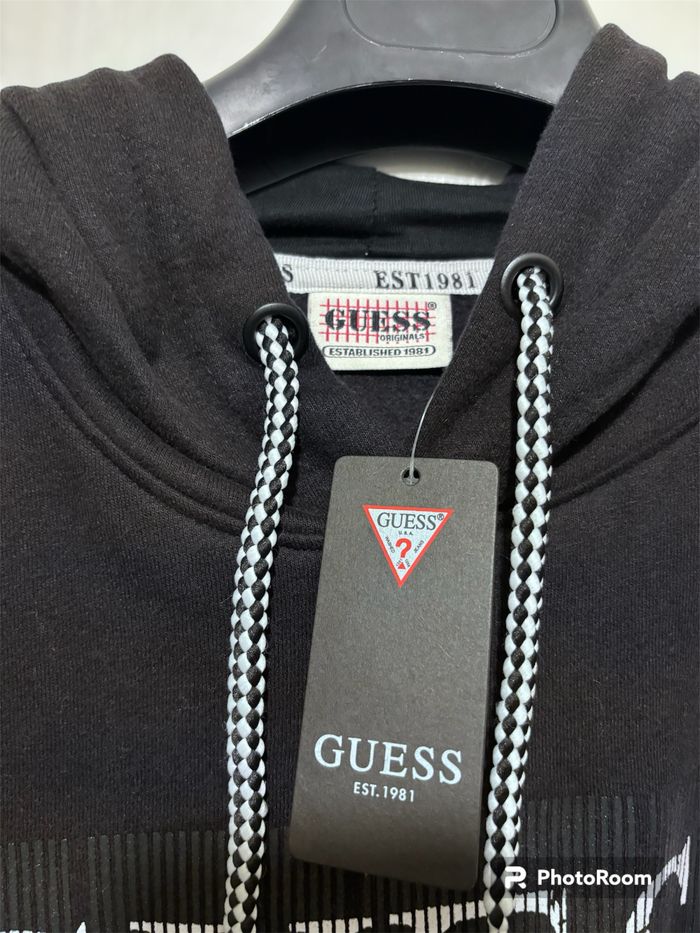 S EST1981
GUESS®
ORIGINALS
ESTABLISHED 1981
GUESS®
U.S.A.
?
GUESS
EST.1981
PhotoRoom